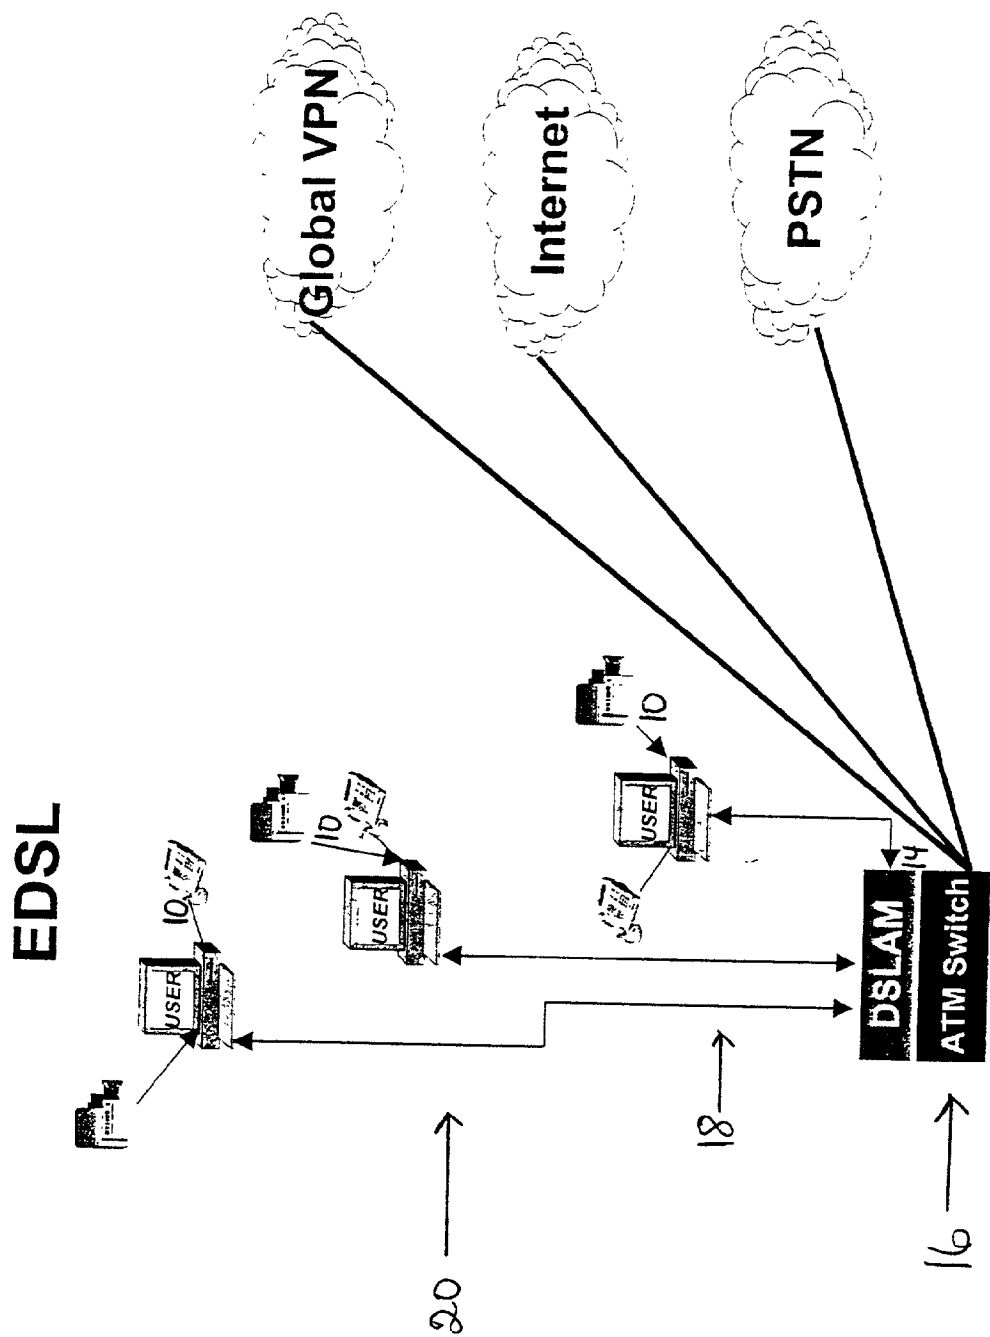 EDSL
Global VPN
Internet
PSTN
10
USER
10
USER
10
USER
14
DSLAM
ATM Switch
20
18
16